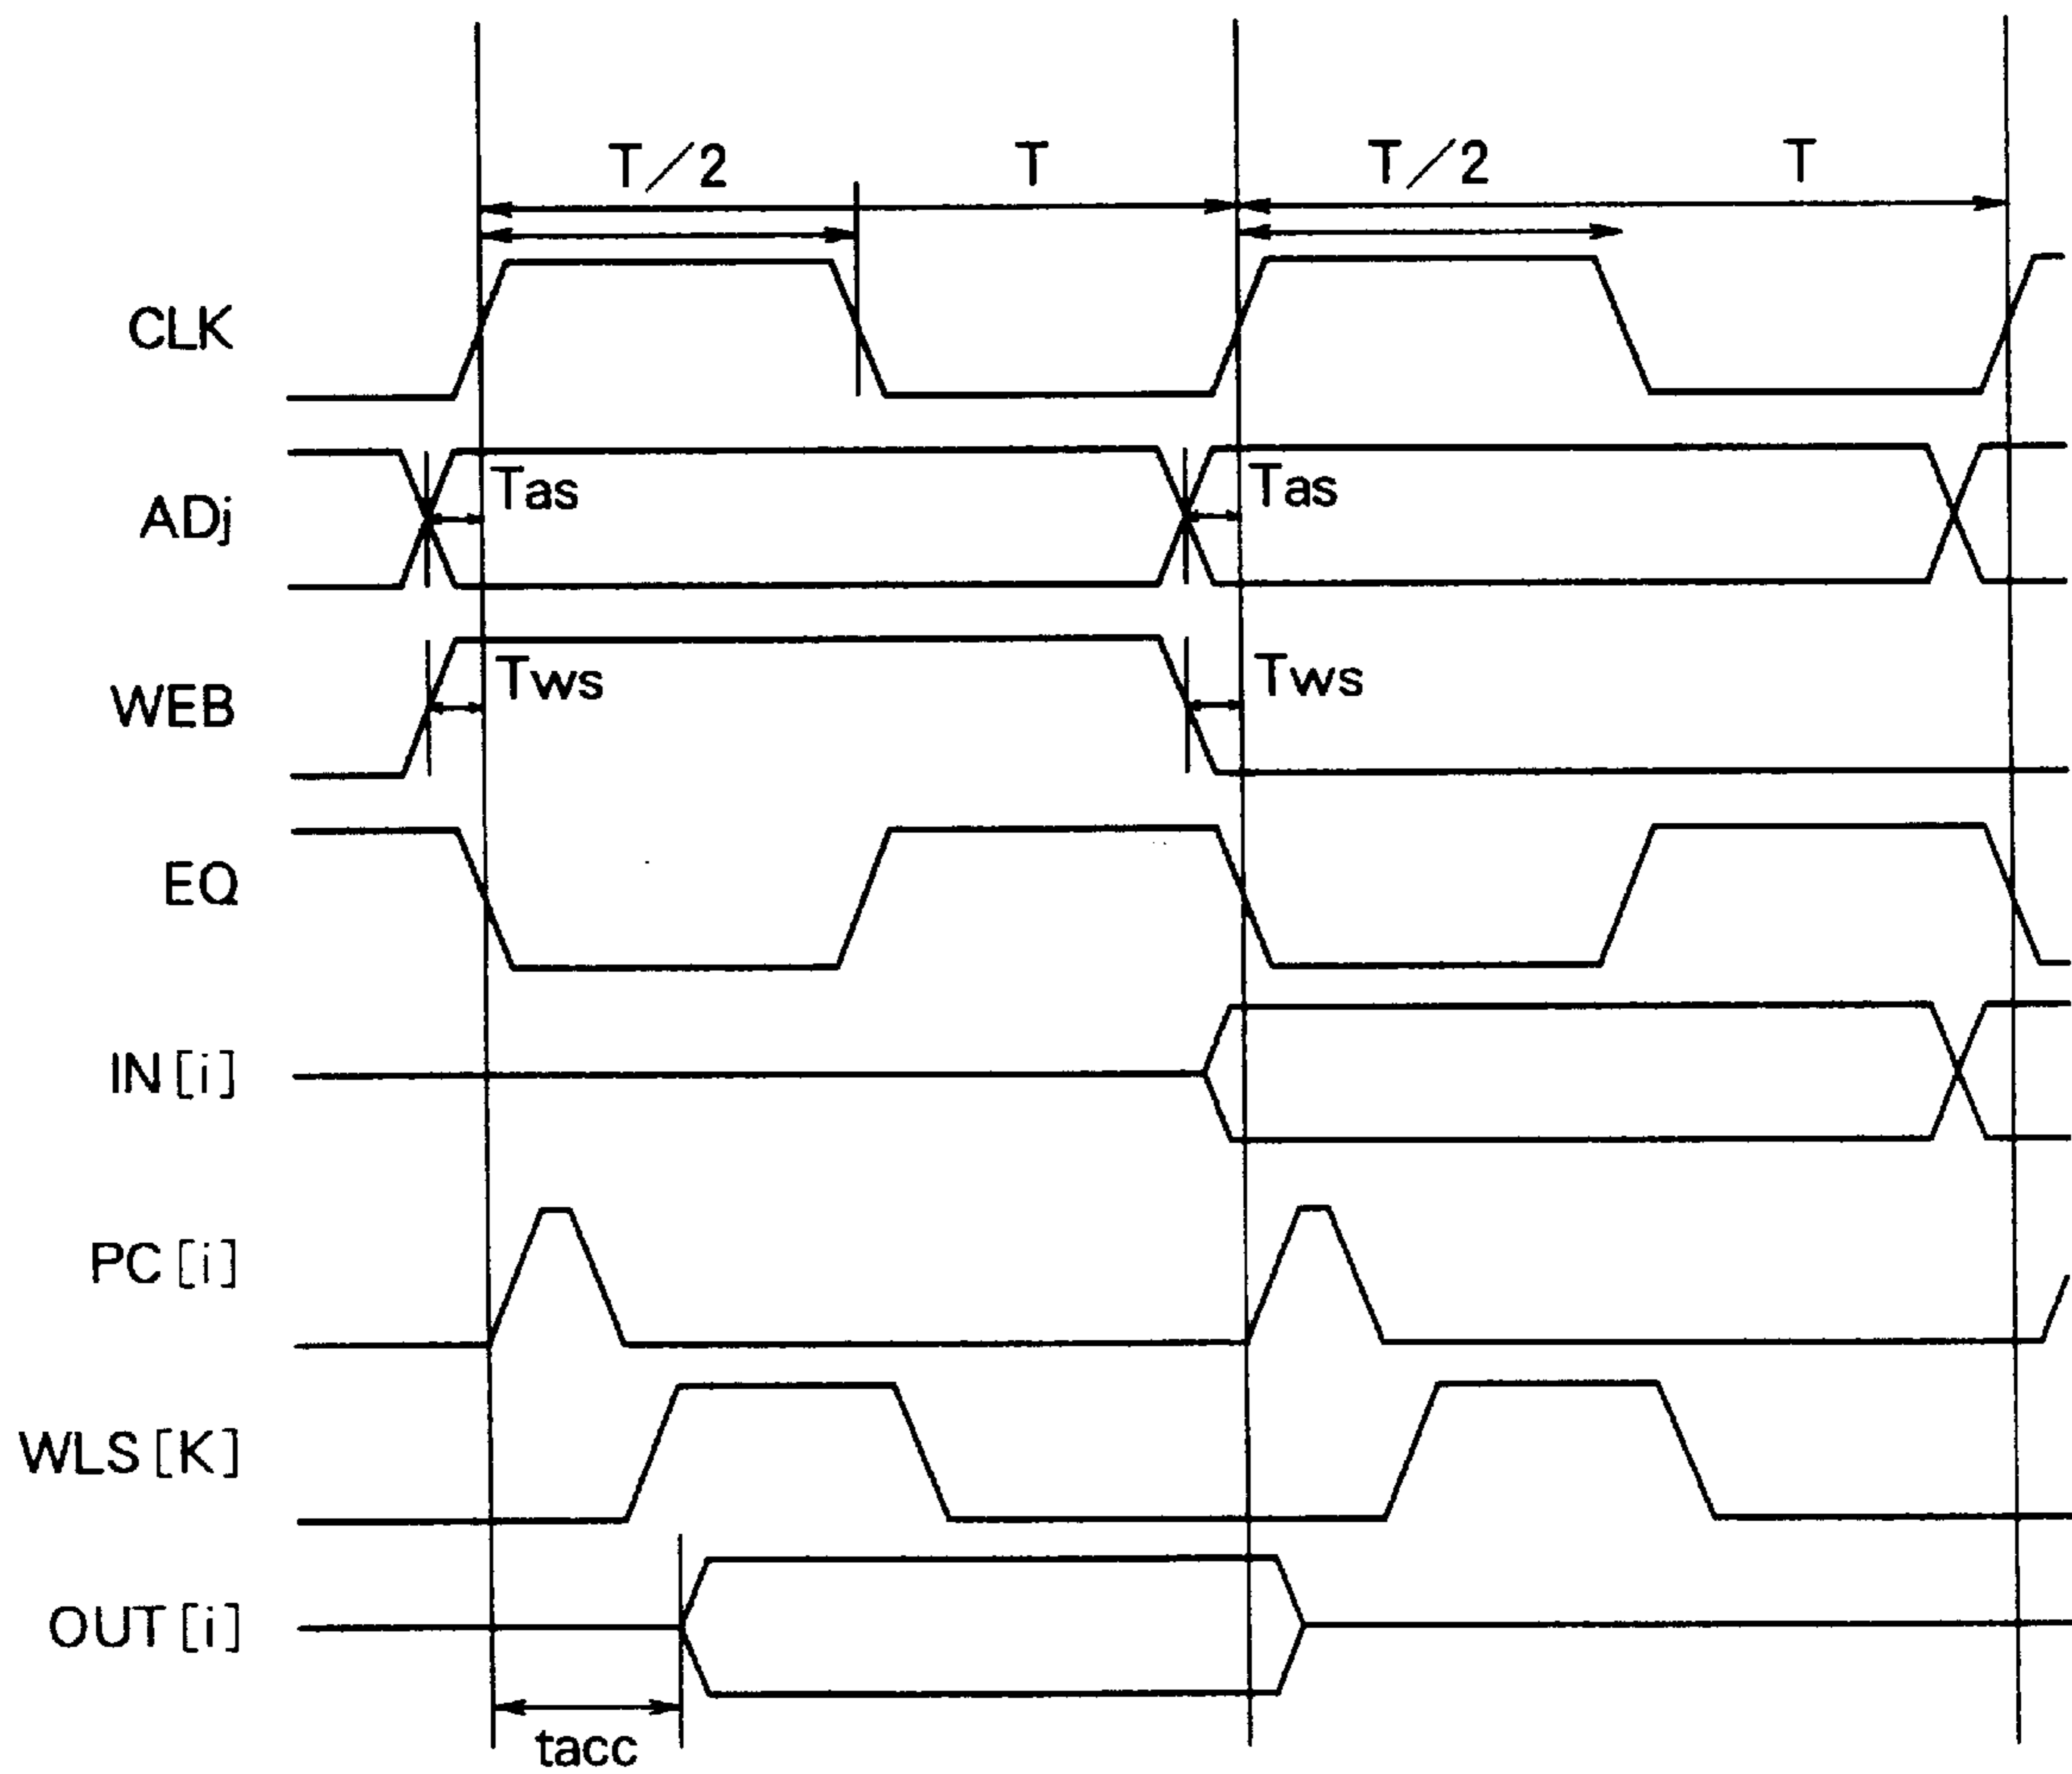 T/2 T T/2 T
CLK
ADj Tas Tas
WEB Tws Tws
EQ
IN[i]
PC[i]
WLS[K]
OUT[i]
tacc